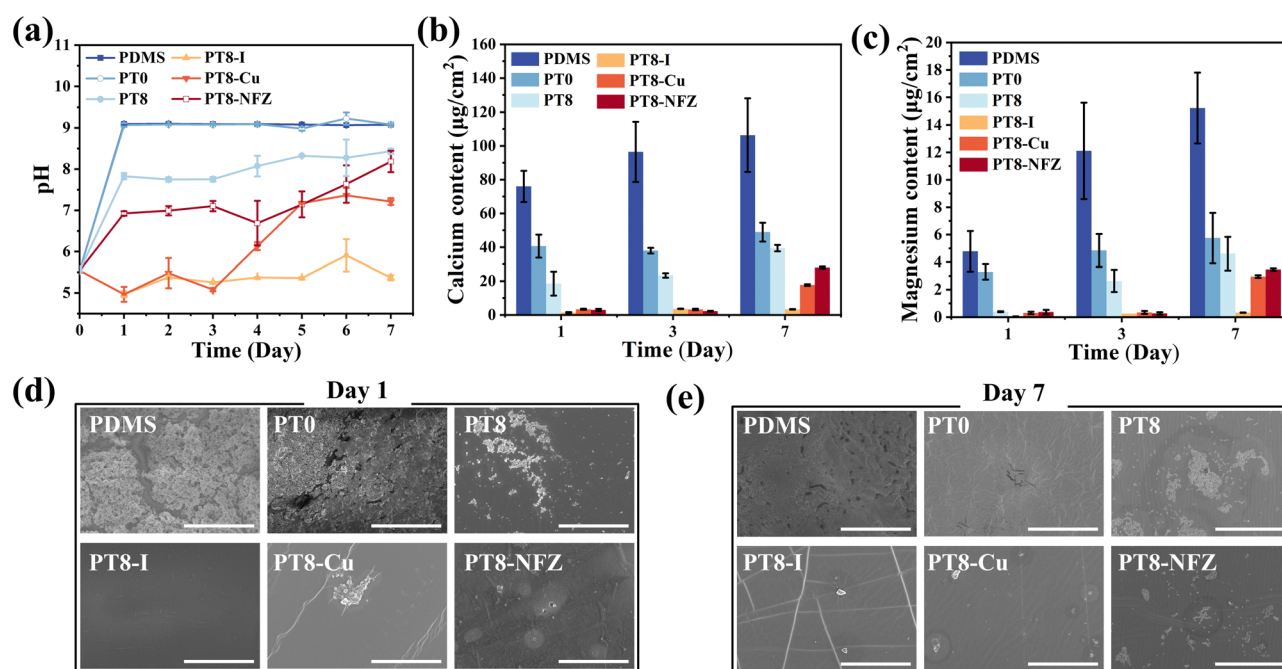 (a)
11
10
9
8
7
6
5
pH
PDMS
PT0
PT8
PT8-I
PT8-Cu
PT8-NFZ
0 1 2 3 4 5 6 7
Time (Day)
(b)
160
140
120
100
80
60
40
20
0
Calcium content (µg/cm²)
PDMS
PT0
PT8
PT8-I
PT8-Cu
PT8-NFZ
1 3 7
Time (Day)
(c)
20
18
16
14
12
10
8
6
4
2
0
Magnesium content (µg/cm²)
PDMS
PT0
PT8
PT8-I
PT8-Cu
PT8-NFZ
1 3 7
Time (Day)
(d)
Day 1
PDMS PT0 PT8
PT8-I PT8-Cu PT8-NFZ
(e)
Day 7
PDMS PT0 PT8
PT8-I PT8-Cu PT8-NFZ